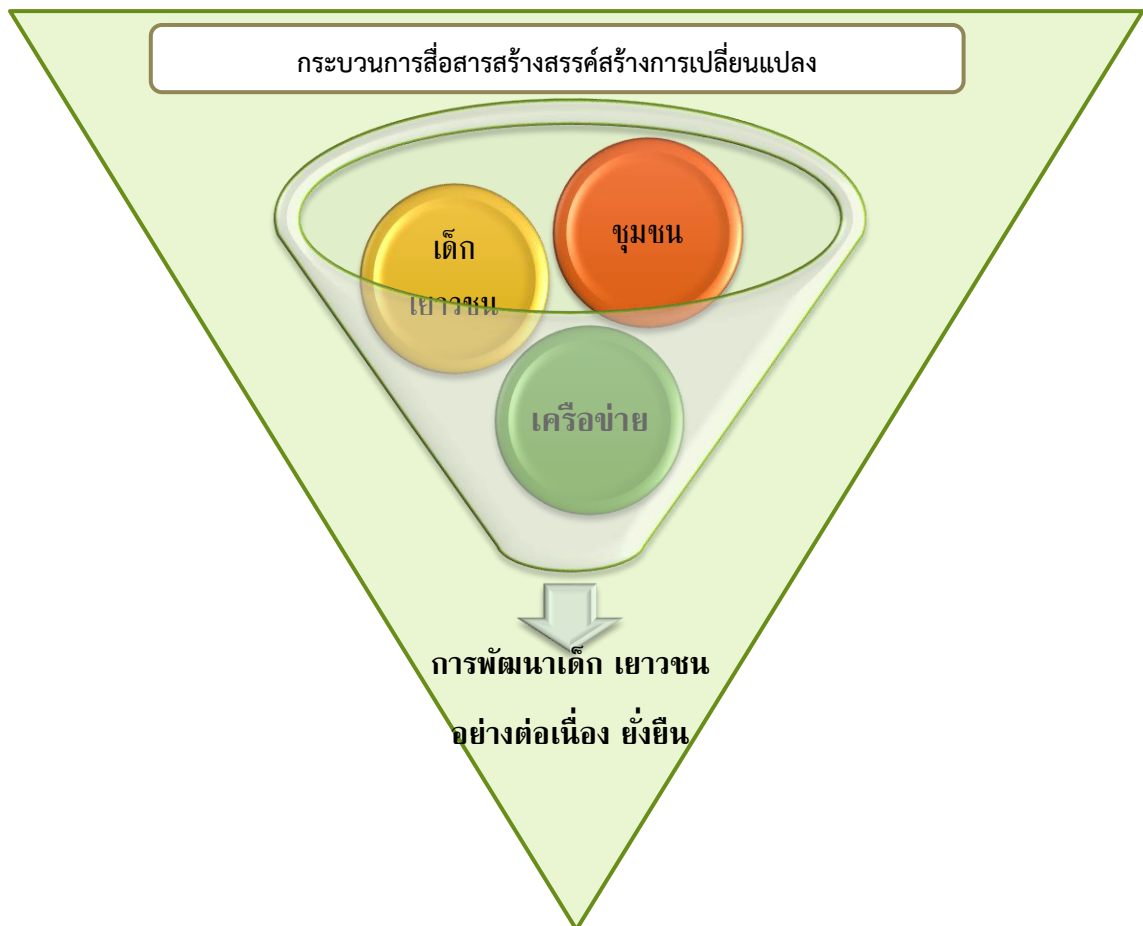 กระบวนการสื่อสารสร้างสรรค์สร้างการเปลี่ยนแปลง
ชุมชน
เด็ก
เยาวชน
เครือข่าย
การพัฒนาเด็ก เยาวชน
อย่างต่อเนื่อง ยั่งยืน